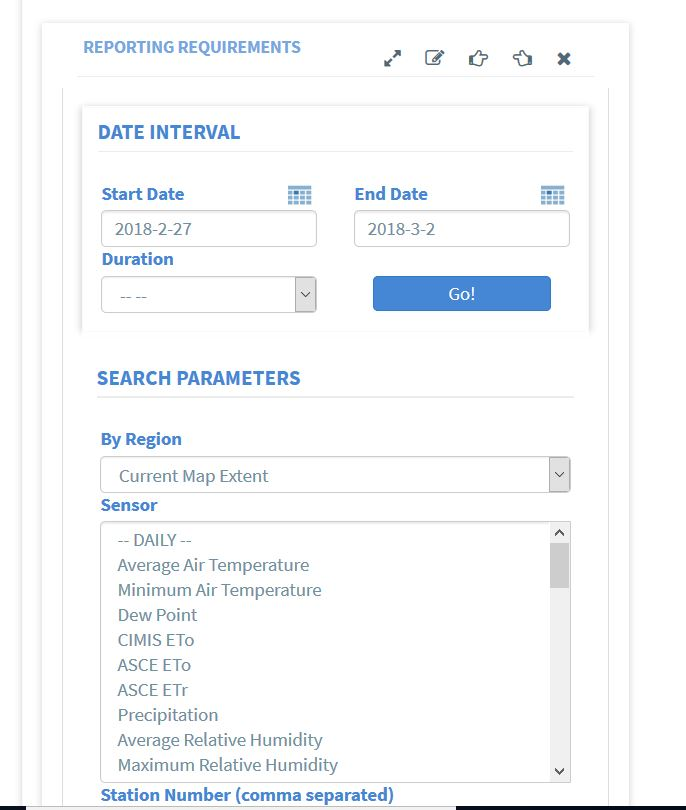 REPORTING REQUIREMENTS
DATE INTERVAL
Start Date
End Date
2018-2-27
2018-3-2
Duration
-- --
Go!
SEARCH PARAMETERS
By Region
Current Map Extent
Sensor
-- DAILY --
Average Air Temperature
Minimum Air Temperature
Dew Point
CIMIS ETo
ASCE ETo
ASCE ETr
Precipitation
Average Relative Humidity
Maximum Relative Humidity
Station Number (comma separated)